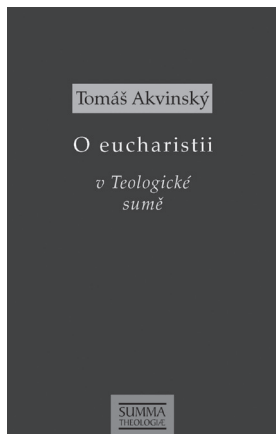 Tomáš Akvinský
O eucharistii
v Teologické
sumě
SUMMA
THEOLOGIÆ